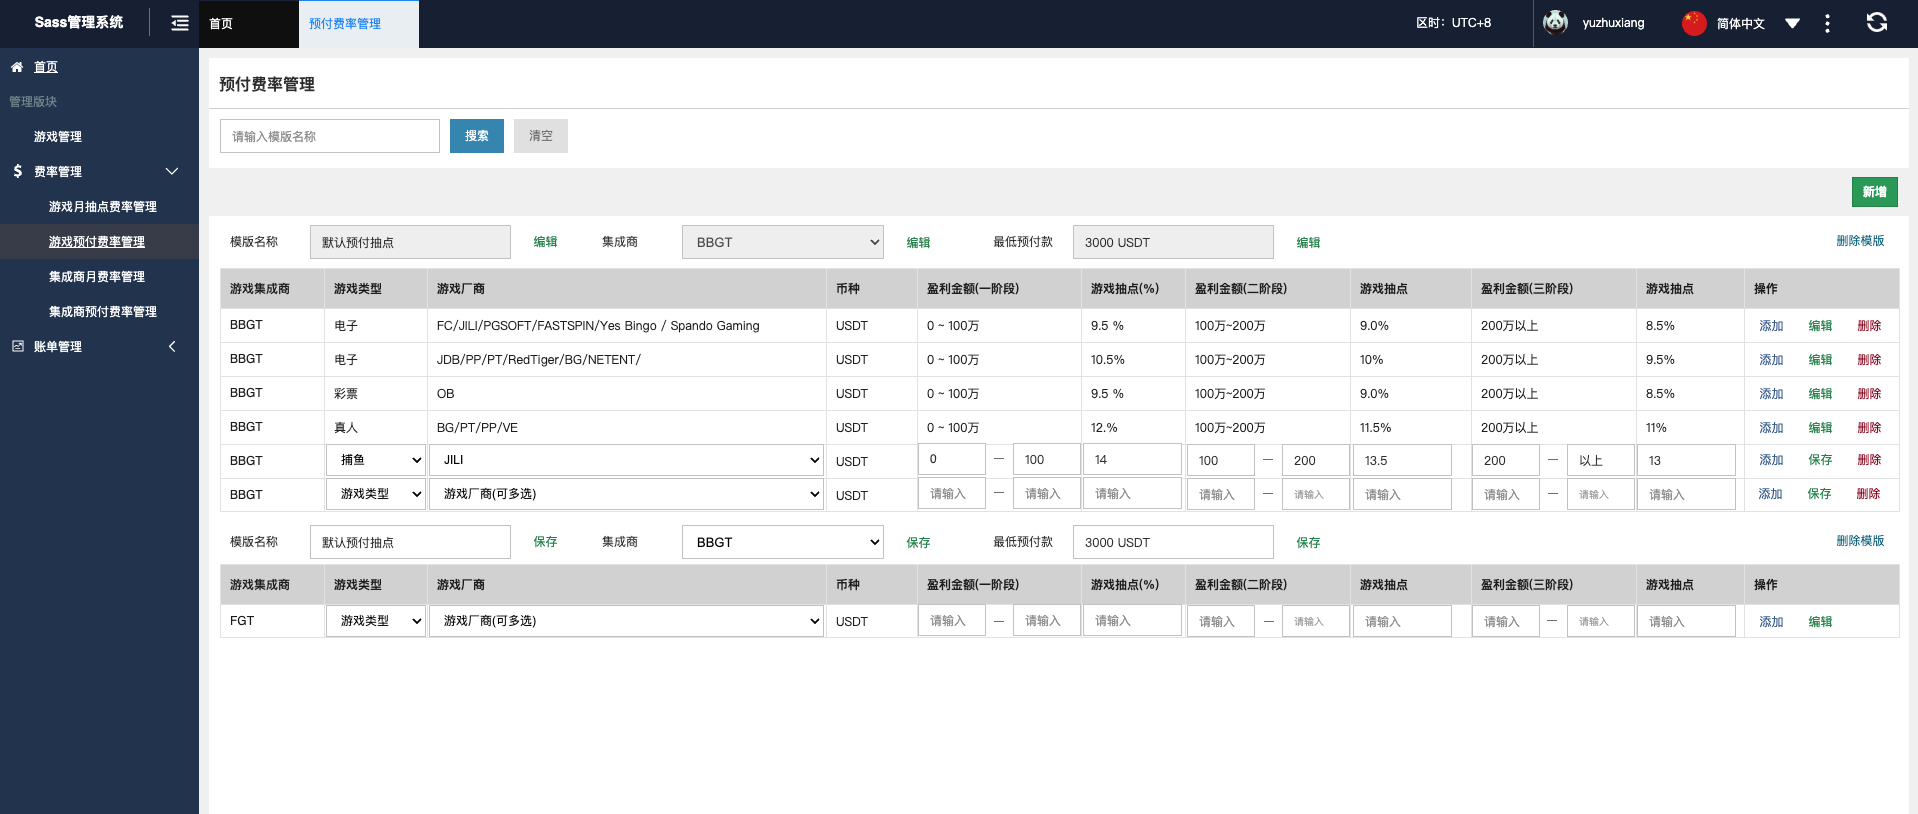 Sass管理系统
首页
预付费率管理
区时：UTC+8
yuzhuxiang
简体中文
首页
管理版块
游戏管理
费率管理
游戏月抽点费率管理
游戏预付费率管理
集成商月费率管理
集成商预付费率管理
账单管理
预付费率管理
请输入模版名称 搜索 清空
新增
模版名称 默认预付抽点 编辑 集成商 BBGT 编辑 最低预付款 3000 USDT 编辑 删除模版
游戏集成商 游戏类型 游戏厂商 币种 盈利金额(一阶段) 游戏抽点(%) 盈利金额(二阶段) 游戏抽点 盈利金额(三阶段) 游戏抽点 操作
BBGT 电子 FC/JILI/PGSOFT/FASTSPIN/Yes Bingo / Spando Gaming USDT 0 ~ 100万 9.5 % 100万~200万 9.0% 200万以上 8.5% 添加 编辑 删除
BBGT 电子 JDB/PP/PT/RedTiger/BG/NETENT/ USDT 0 ~ 100万 10.5% 100万~200万 10% 200万以上 9.5% 添加 编辑 删除
BBGT 彩票 OB USDT 0 ~ 100万 9.5 % 100万~200万 9.0% 200万以上 8.5% 添加 编辑 删除
BBGT 真人 BG/PT/PP/VE USDT 0 ~ 100万 12.% 100万~200万 11.5% 200万以上 11% 添加 编辑 删除
BBGT 捕鱼 JILI USDT 0 — 100 14 100 — 200 13.5 200 — 以上 13 添加 保存 删除
BBGT 游戏类型 游戏厂商(可多选) USDT 请输入 — 请输入 请输入 请输入 — 请输入 请输入 请输入 — 请输入 请输入 添加 保存 删除
模版名称 默认预付抽点 保存 集成商 BBGT 保存 最低预付款 3000 USDT 保存 删除模版
游戏集成商 游戏类型 游戏厂商 币种 盈利金额(一阶段) 游戏抽点(%) 盈利金额(二阶段) 游戏抽点 盈利金额(三阶段) 游戏抽点 操作
FGT 游戏类型 游戏厂商(可多选) USDT 请输入 — 请输入 请输入 请输入 — 请输入 请输入 请输入 — 请输入 请输入 添加 编辑